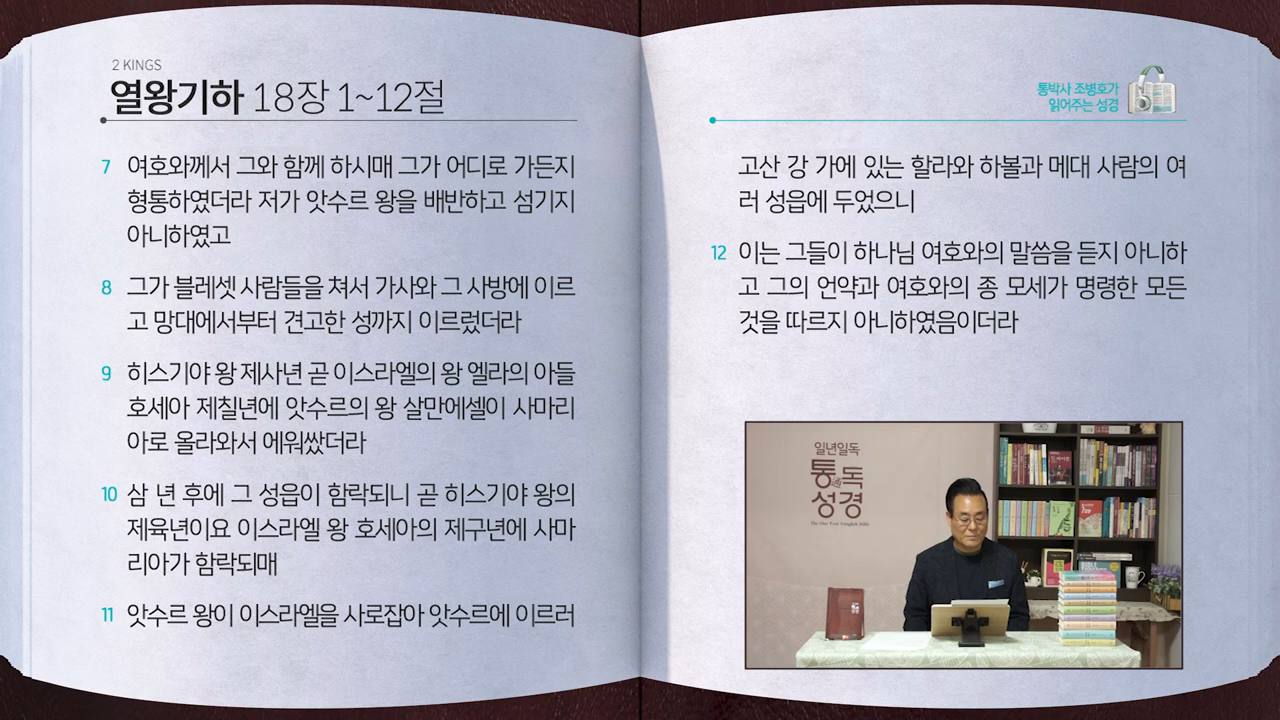 2 KINGS
열왕기하 18장 1~12절
7 여호와께서 그와 함께 하시매 그가 어디로 가든지
형통하였더라 저가 앗수르 왕을 배반하고 섬기지
아니하였고
8 그가 블레셋 사람들을 쳐서 가사와 그 사방에 이르
고 망대에서부터 견고한 성까지 이르렀더라
9 히스기야 왕 제사년 곧 이스라엘의 왕 엘라의 아들
호세아 제칠년에 앗수르의 왕 살만에셀이 사마리
아로 올라와서 에워쌌더라
10 삼 년 후에 그 성읍이 함락되니 곧 히스기야 왕의
제육년이요 이스라엘 왕 호세아의 제구년에 사마
리아가 함락되매
11 앗수르 왕이 이스라엘을 사로잡아 앗수르에 이르러
통박사 조병호가
읽어주는 성경
고산 강 가에 있는 할라와 하볼과 메대 사람의 여
러 성읍에 두었으니
12 이는 그들이 하나님 여호와의 말씀을 듣지 아니하
고 그의 언약과 여호와의 종 모세가 명령한 모든
것을 따르지 아니하였음이더라
일년일독
통독
성경
The One Year Tongdok Bible